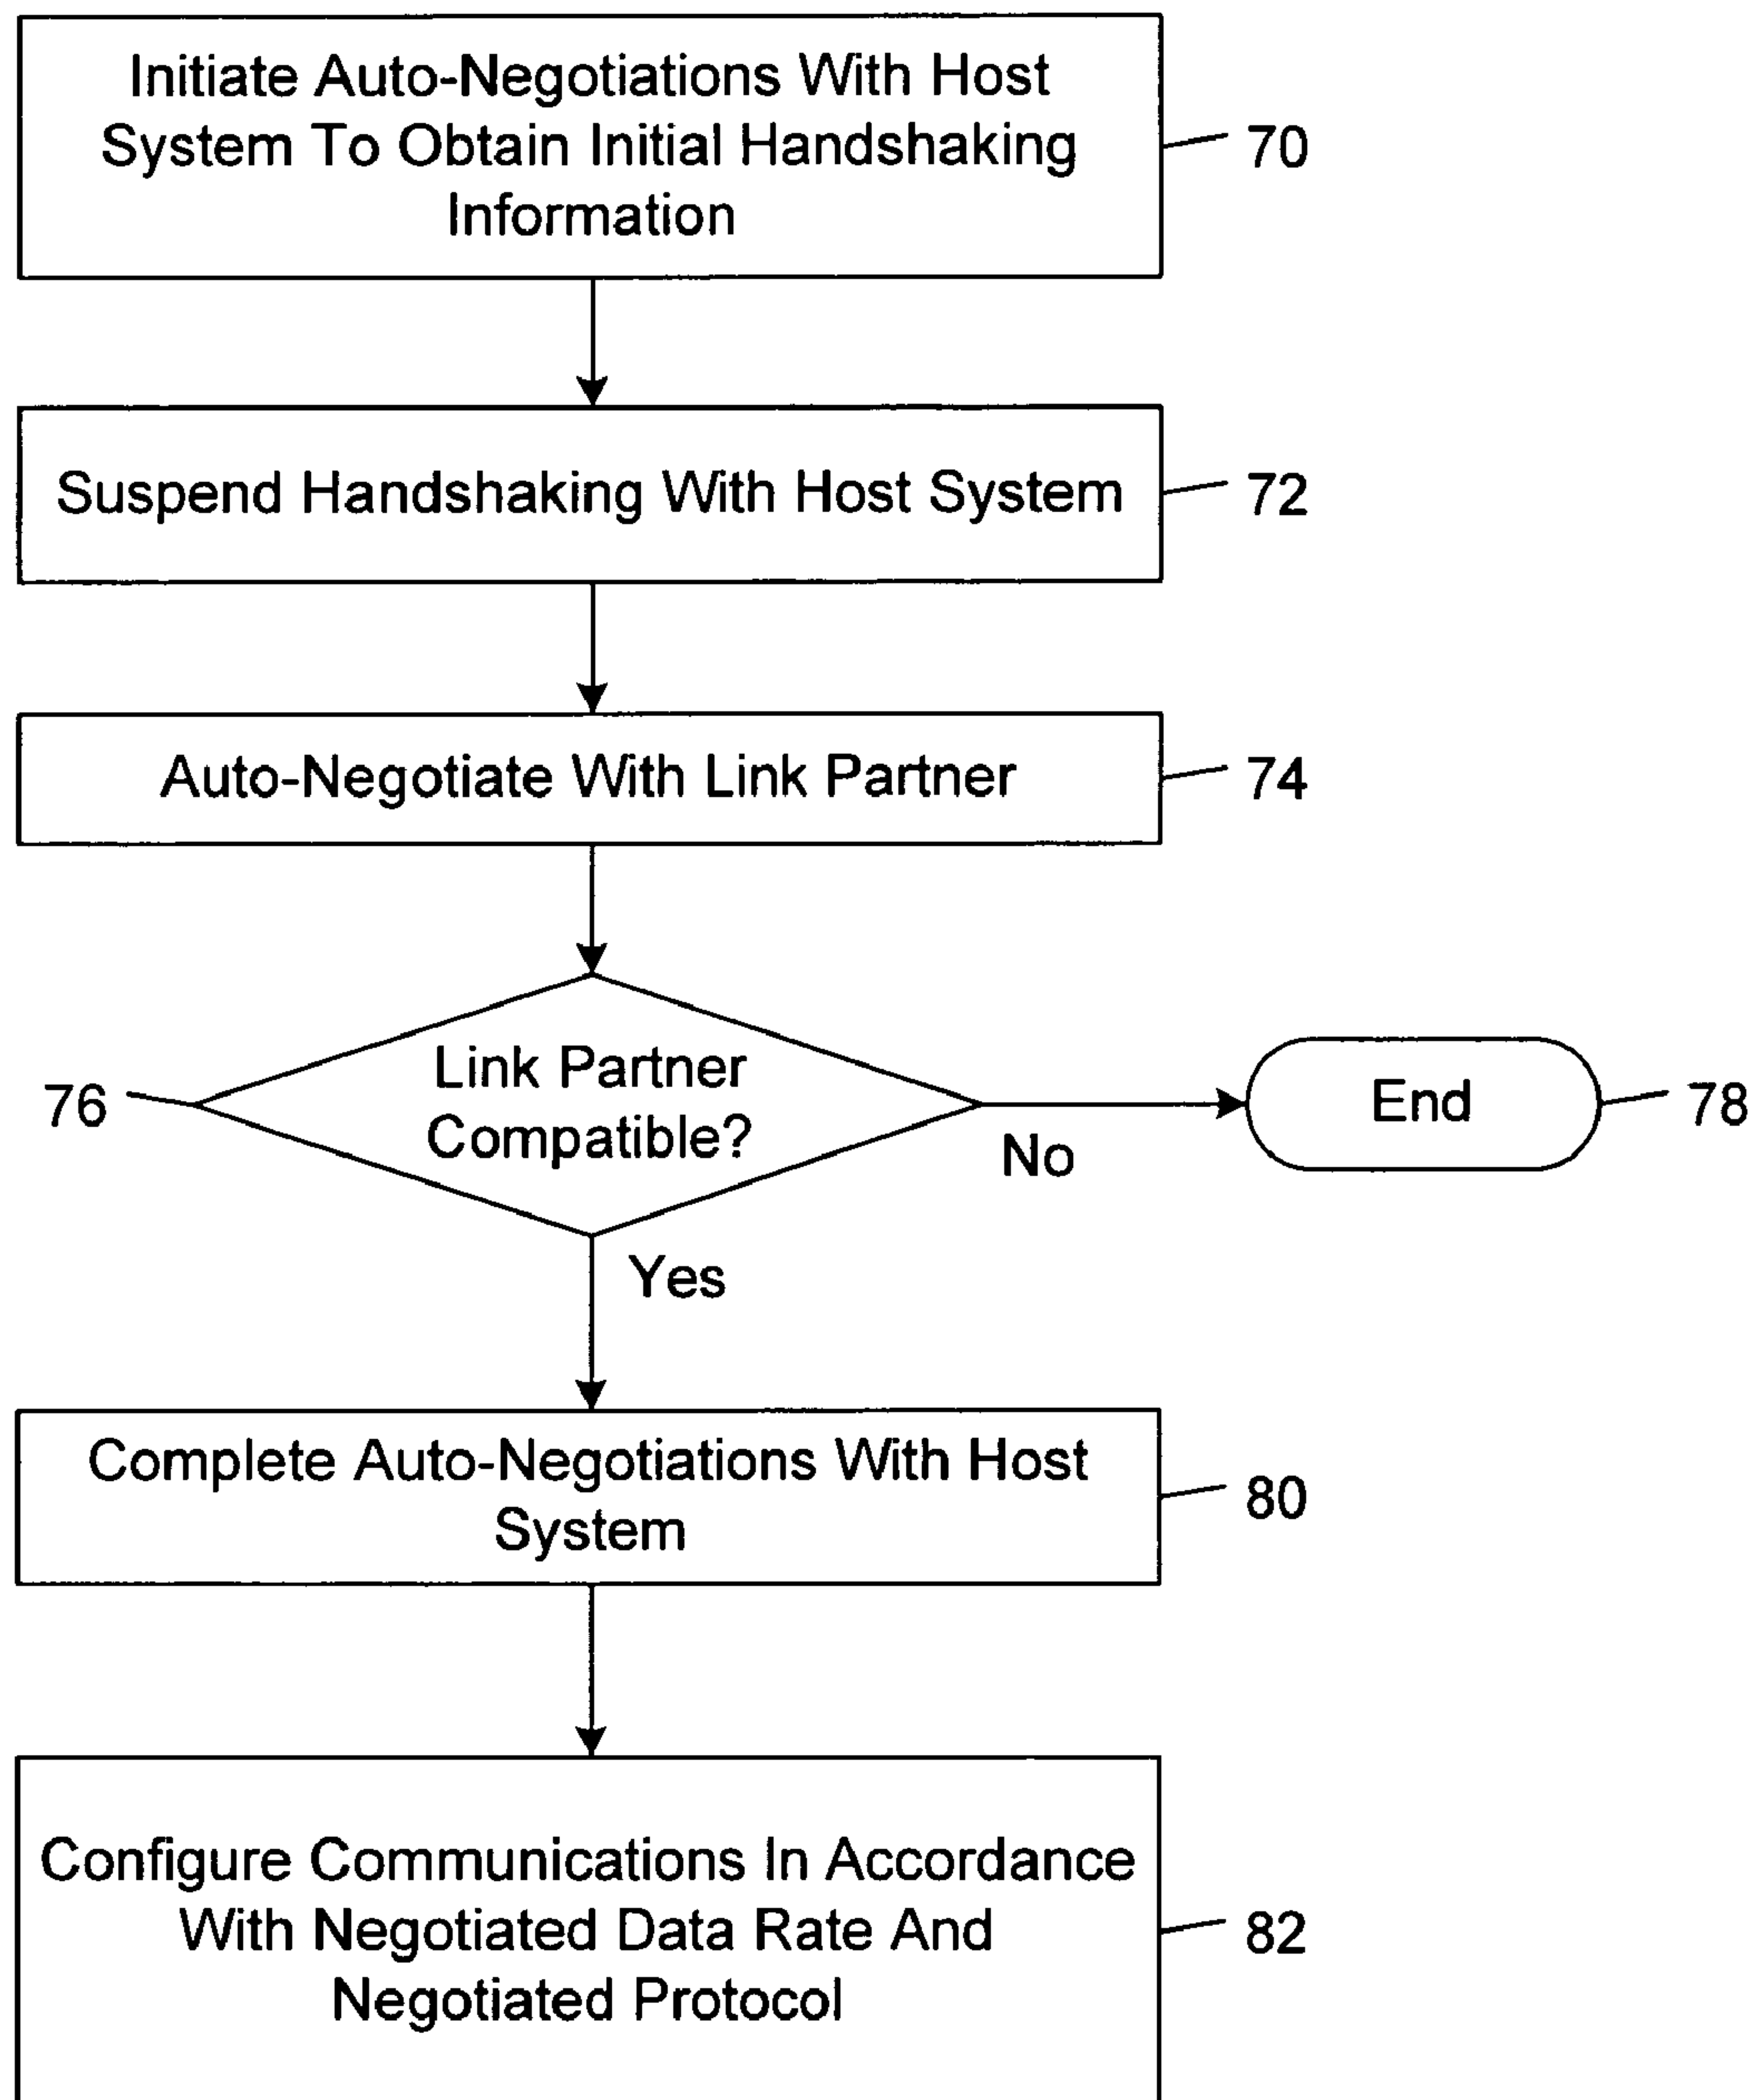 Initiate Auto-Negotiations With Host
System To Obtain Initial Handshaking
Information
70
Suspend Handshaking With Host System
72
Auto-Negotiate With Link Partner
74
Link Partner
Compatible?
76
No
End
78
Yes
Complete Auto-Negotiations With Host
System
80
Configure Communications In Accordance
With Negotiated Data Rate And
Negotiated Protocol
82